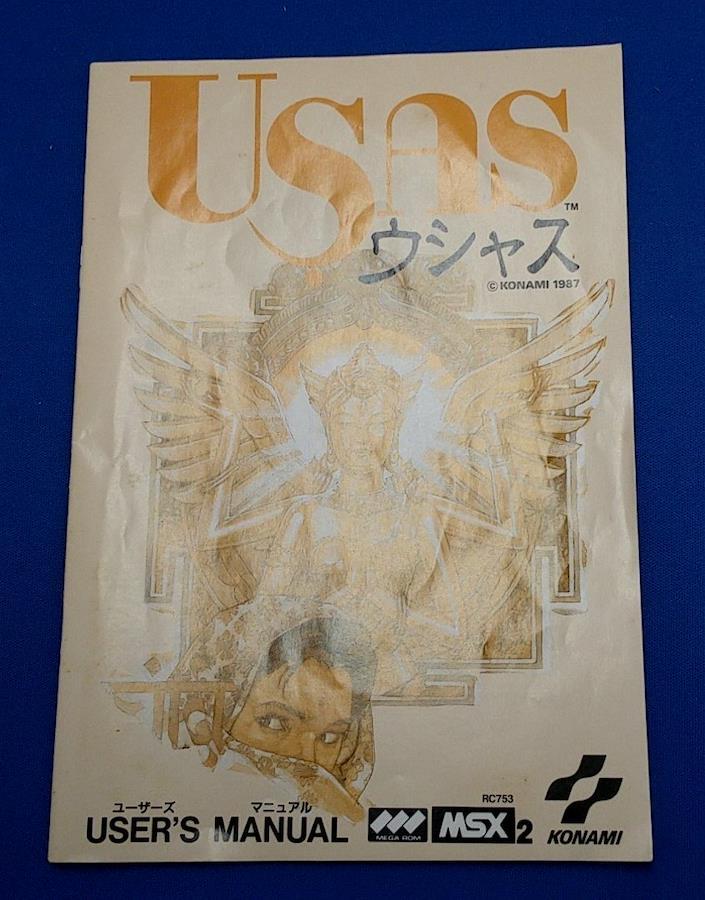 USAS
TM
ウシャス
© KONAMI 1987
ユーザーズ マニュアル
USER'S MANUAL
MEGA ROM
RC753
MSX2
KONAMI